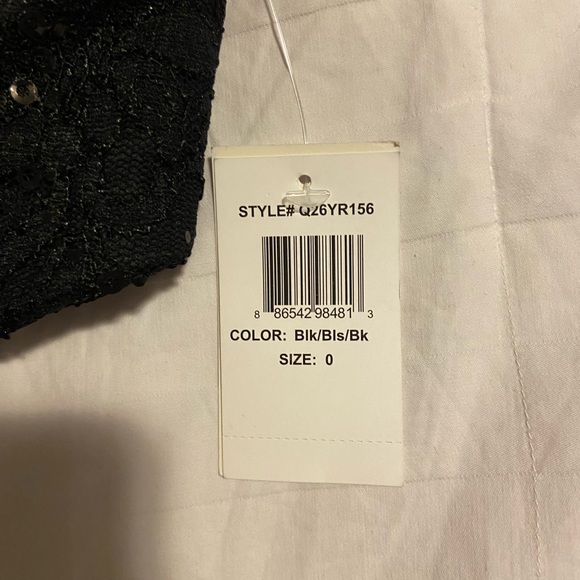 STYLE# Q26YR156
8 86542 98481 3
COLOR: Blk/Bls/Bk
SIZE: 0